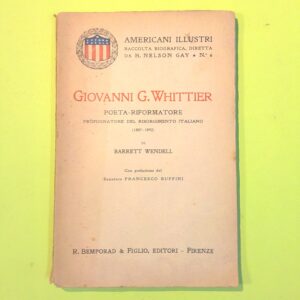 AMERICANI ILLUSTRI
RACCOLTA BIOGRAFICA, DIRETTA
DA H. NELSON GAY • N.º 6
GIOVANNI G. WHITTIER
POETA-RIFORMATORE
PROPUGNATORE DEL RISORGIMENTO ITALIANO
(1807-1892)
DI
BARRETT WENDELL
Con prefazione del
Senatore FRANCESCO RUFFINI
R. BEMPORAD & FIGLIO, EDITORI - FIRENZE